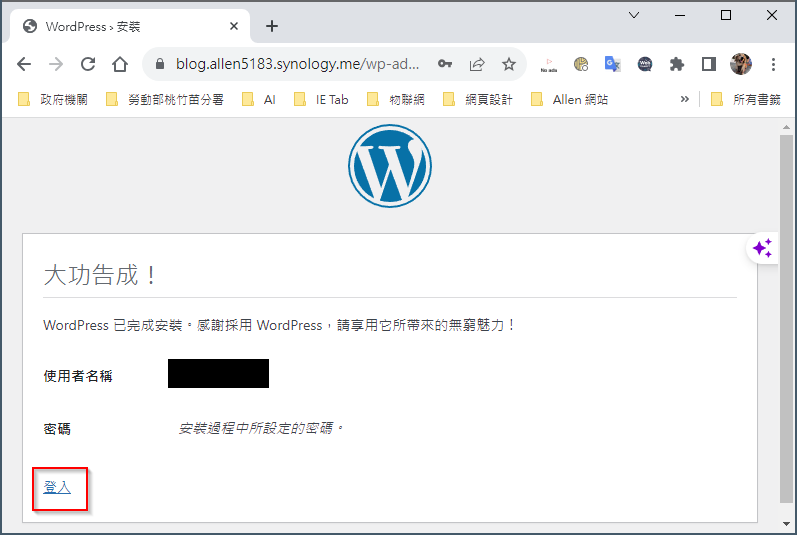 WordPress › 安裝
blog.allen5183.synology.me/wp-ad...
No ads
政府機關 勞動部桃竹苗分署 AI IE Tab 物聯網 網頁設計 Allen 網站 » 所有書籤
大功告成！
WordPress 已完成安裝。感謝採用 WordPress，請享用它所帶來的無窮魅力！
使用者名稱
密碼 安裝過程中所設定的密碼。
登入